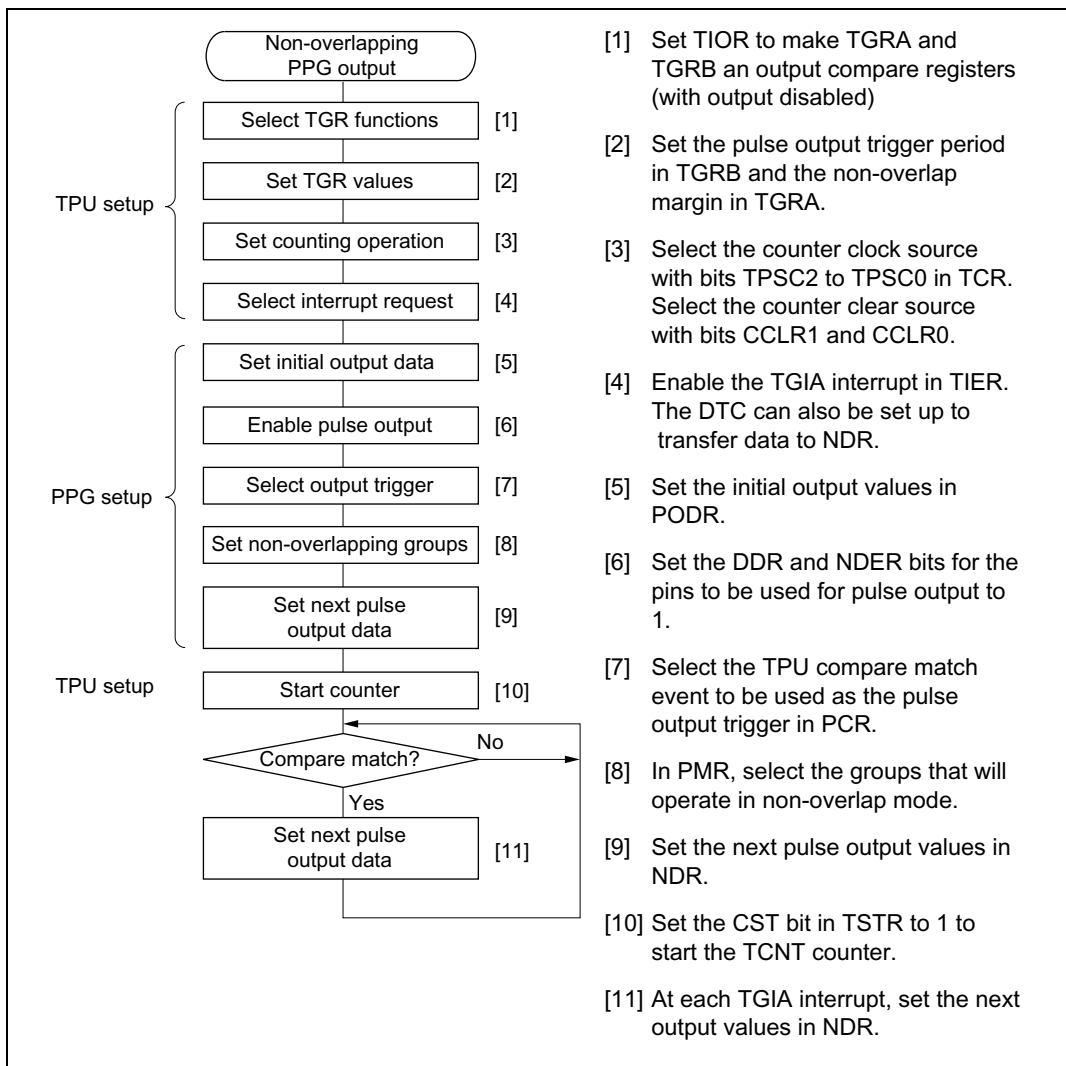 Non-overlapping
PPG output
Select TGR functions [1]
Set TGR values [2]
TPU setup
Set counting operation [3]
Select interrupt request [4]
Set initial output data [5]
Enable pulse output [6]
PPG setup
Select output trigger [7]
Set non-overlapping groups [8]
Set next pulse
output data
[9]
TPU setup
Start counter [10]
Compare match?
No
Yes
Set next pulse
output data
[11]
[1] Set TIOR to make TGRA and
TGRB an output compare registers
(with output disabled)
[2] Set the pulse output trigger period
in TGRB and the non-overlap
margin in TGRA.
[3] Select the counter clock source
with bits TPSC2 to TPSC0 in TCR.
Select the counter clear source
with bits CCLR1 and CCLR0.
[4] Enable the TGIA interrupt in TIER.
The DTC can also be set up to
transfer data to NDR.
[5] Set the initial output values in
PODR.
[6] Set the DDR and NDER bits for the
pins to be used for pulse output to
1.
[7] Select the TPU compare match
event to be used as the pulse
output trigger in PCR.
[8] In PMR, select the groups that will
operate in non-overlap mode.
[9] Set the next pulse output values in
NDR.
[10] Set the CST bit in TSTR to 1 to
start the TCNT counter.
[11] At each TGIA interrupt, set the next
output values in NDR.